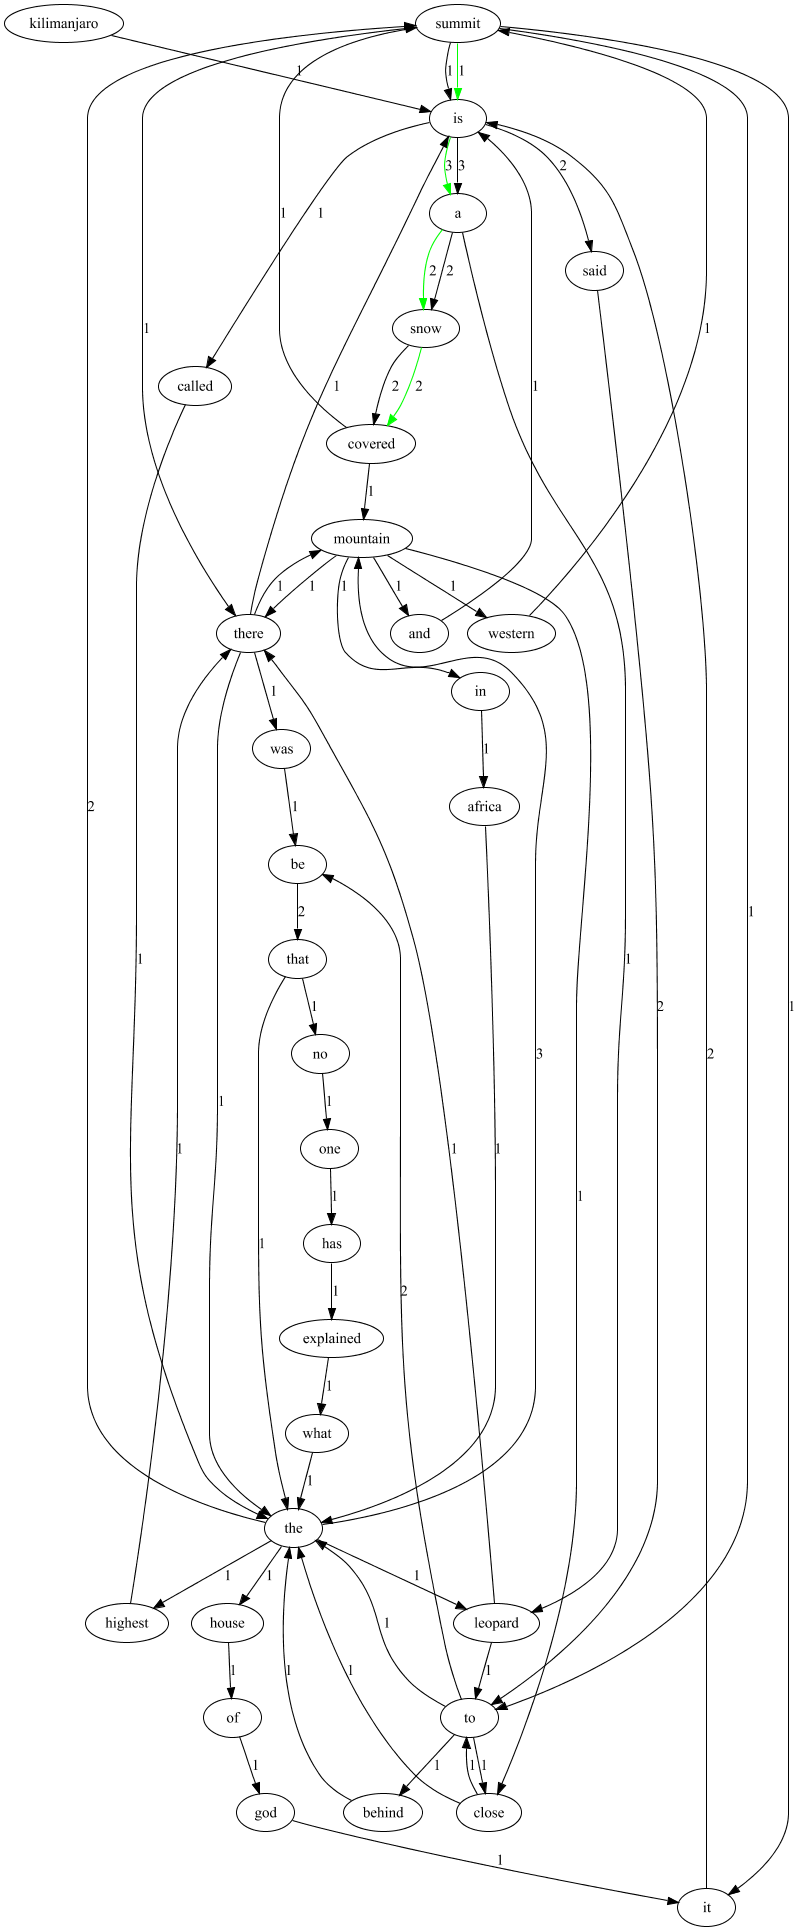 kilimanjaro
summit
1
1
1
is
3
3
2
a
said
2
2
1
1
snow
1
1
called
2
2
1
1
covered
1
mountain
1
1
1
1
1
there
and
western
1
in
was
1
2
1
africa
be
2
that
1
1
2
1
no
3
2
1
1
one
1
1
1
1
has
1
1
1
2
explained
1
what
1
the
1
1
1
highest
house
leopard
1
1
1
1
1
of
to
1
1
1
1
god
behind
close
1
it